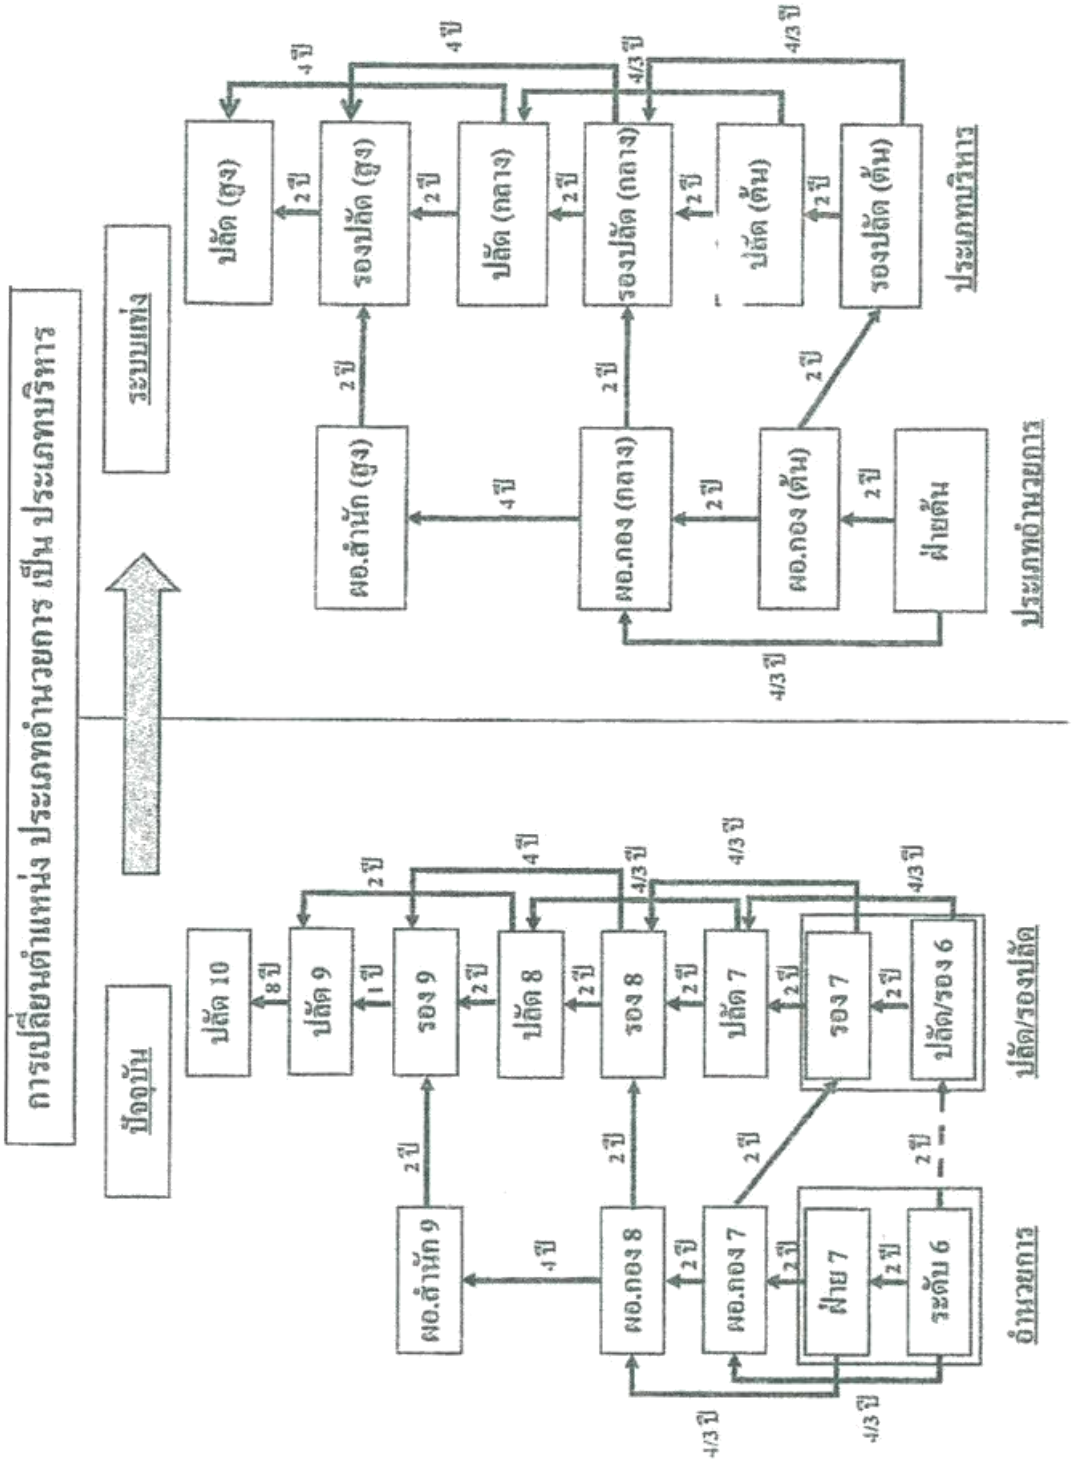 การเปลี่ยนตำแหน่ง ประเภทอำนวยการ เป็น ประเภทบริหาร
ปัจจุบัน
ระบบแท่ง
ปลัด 10
8 ปี
ปลัด 9
2 ปี
1 ปี
ผอ.สำนัก 9
2 ปี
รอง 9
4 ปี
2 ปี
ปลัด 8
4 ปี
2 ปี
4/3 ปี
ผอ.กอง 8
2 ปี
รอง 8
2 ปี
2 ปี
4/3 ปี
ผอ.กอง 7
2 ปี
ปลัด 7
4/3 ปี
2 ปี
2 ปี
ฝ่าย 7
รอง 7
2 ปี
2 ปี
4/3 ปี
4/3 ปี
ระดับ 6
2 ปี
ปลัด/รอง 6
อำนวยการ
ปลัด/รองปลัด
ปลัด (สูง)
4 ปี
2 ปี
ผอ.สำนัก (สูง)
2 ปี
รองปลัด (สูง)
4 ปี
2 ปี
4 ปี
ปลัด (กลาง)
2 ปี
4/3 ปี
ผอ.กอง (กลาง)
2 ปี
รองปลัด (กลาง)
2 ปี
2 ปี
ผอ.กอง (ต้น)
2 ปี
ปลัด (ต้น)
4/3 ปี
2 ปี
2 ปี
4/3 ปี
ฝ่ายต้น
รองปลัด (ต้น)
ประเภทอำนวยการ
ประเภทบริหาร